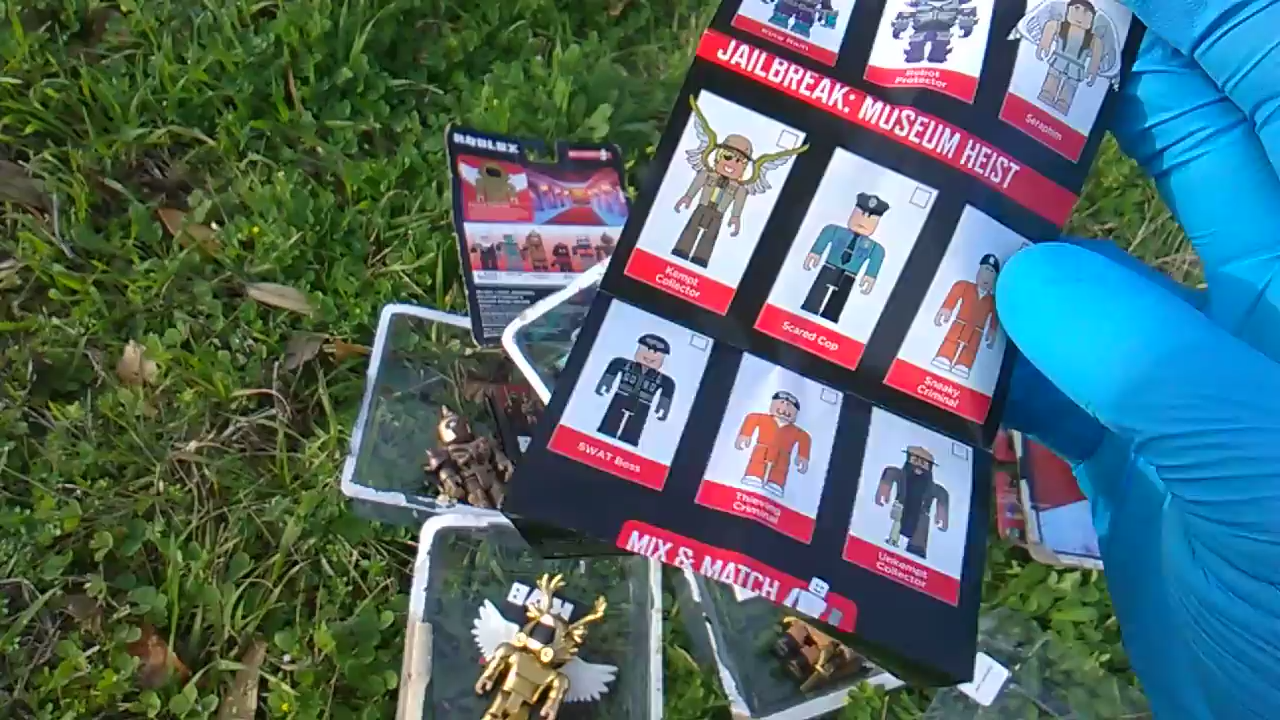 Robot
Protector
Seraphim
JAILBREAK: MUSEUM HEIST
Kempt
Collector
Scared Cop
Sneaky
Criminal
SWAT Boss
Thieving
Criminal
Unkempt
Collector
MIX & MATCH
ROBLOX